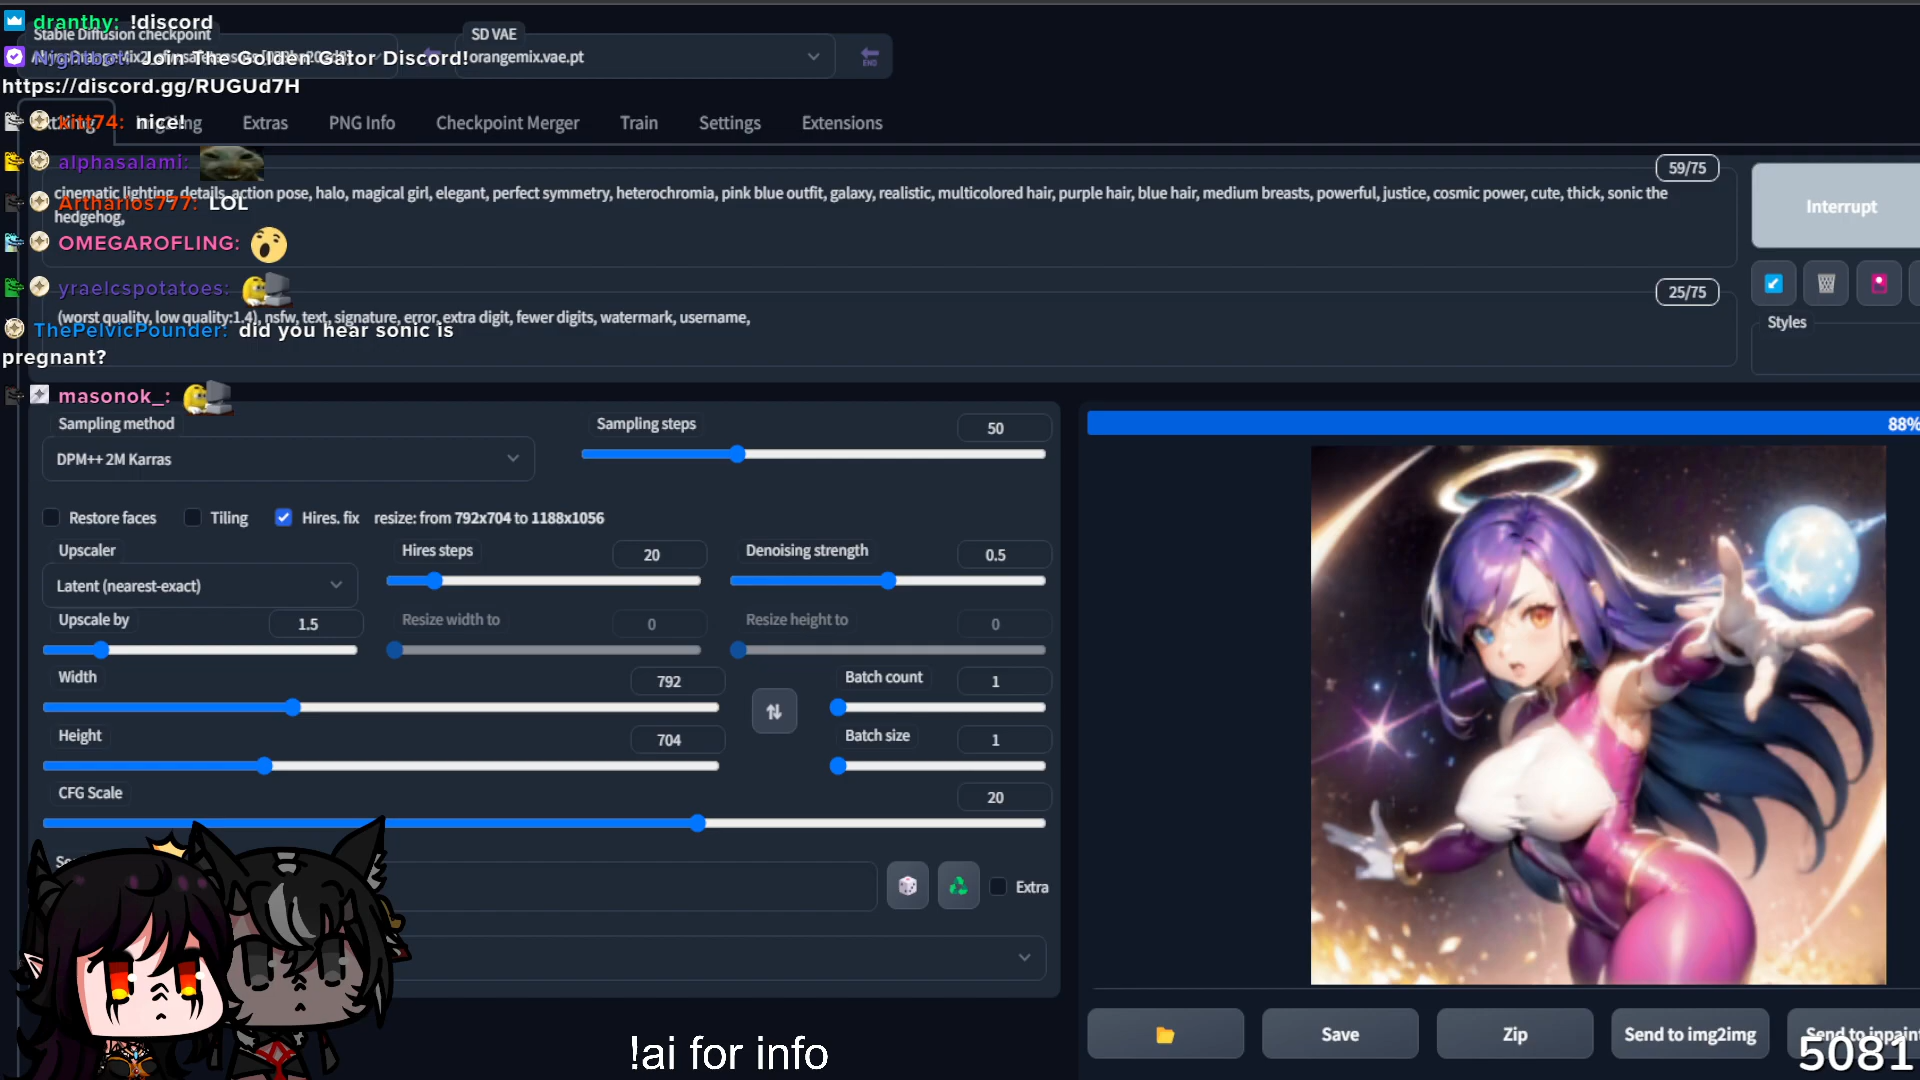 dranthy: !discord
Stable Diffusion checkpoint
SD VAE
Nightbot: Join The Golden Gator Discord!
orangemix.vae.pt
END
https://discord.gg/RUGUd7H
kitt74: nice!
Extras
PNG Info
Checkpoint Merger
Train
Settings
Extensions
alphasalami:
59/75
cinematic lighting, details, action pose, halo, magical girl, elegant, perfect symmetry, heterochromia, pink blue outfit, galaxy, realistic, multicolored hair, purple hair, blue hair, medium breasts, powerful, justice, cosmic power, cute, thick, sonic the
hedgehog,
Artharios777: LOL
Interrupt
OMEGAROFLING:
yraelcspotatoes:
25/75
(worst quality, low quality:1.4), nsfw, text, signature, error, extra digit, fewer digits, watermark, username,
ThePelvicPounder: did you hear sonic is
pregnant?
Styles
masonok_:
Sampling method
Sampling steps
50
88%
DPM++ 2M Karras
Restore faces
Tiling
Hires. fix
resize: from 792x704 to 1188x1056
Upscaler
Hires steps
20
Denoising strength
0.5
Latent (nearest-exact)
Upscale by
1.5
Resize width to
0
Resize height to
0
Width
792
Batch count
1
Height
704
Batch size
1
CFG Scale
20
Extra
Save
Zip
Send to img2img
Send to inpaint
!ai for info
5081